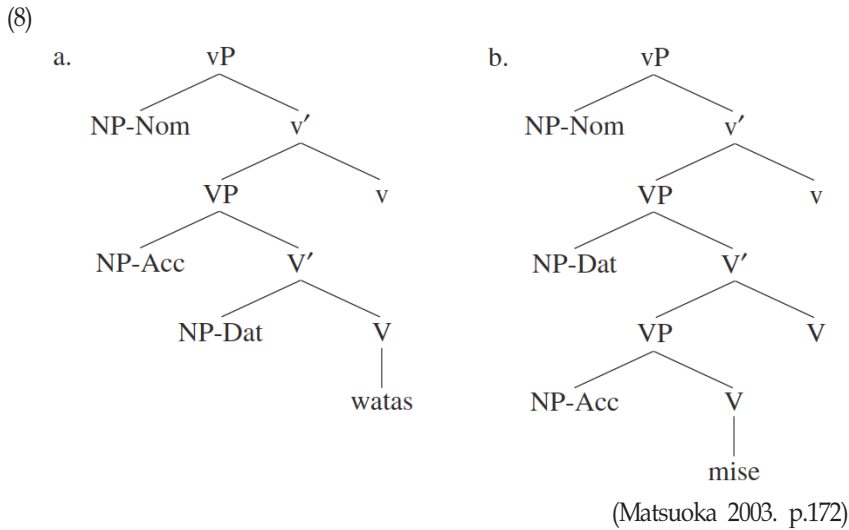 (8)
a. vP b. vP
NP-Nom v′ NP-Nom v′
VP v VP v
NP-Acc V′ NP-Dat V′
NP-Dat V VP V
watas NP-Acc V
mise
(Matsuoka 2003. p.172)